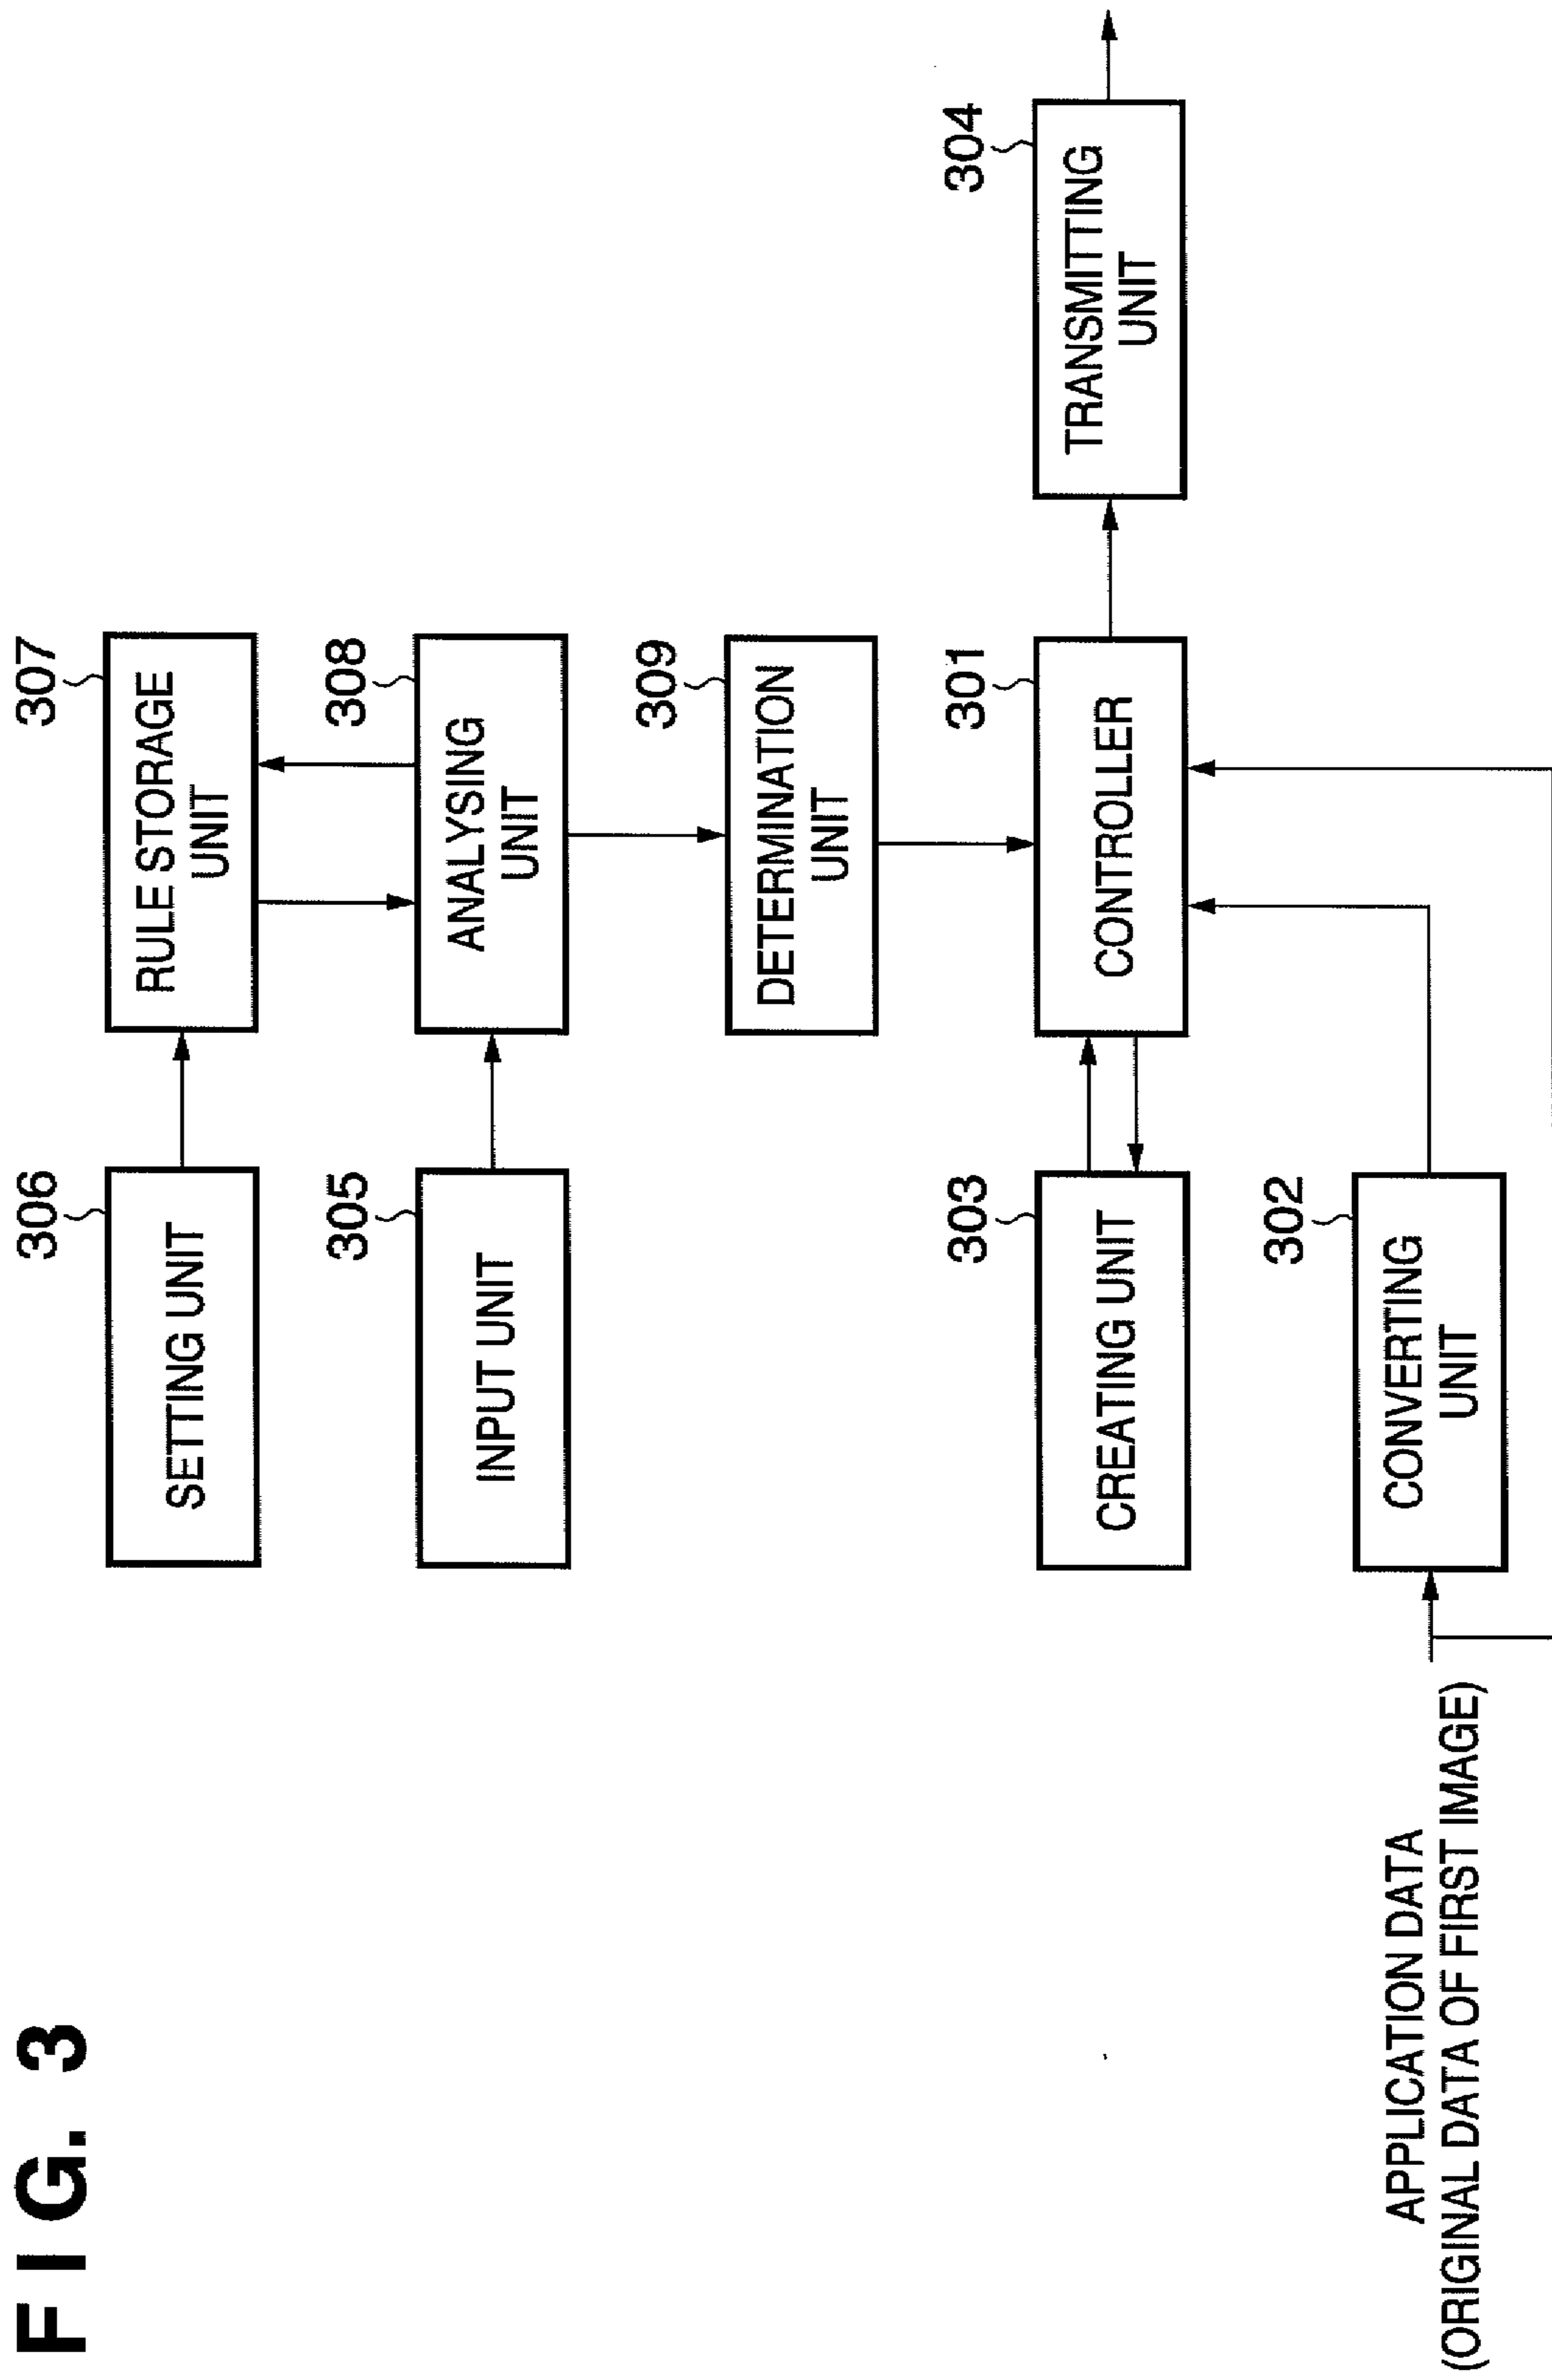 FIG. 3
306
SETTING UNIT
307
RULE STORAGE
UNIT
305
INPUT UNIT
308
ANALYSING
UNIT
309
DETERMINATION
UNIT
303
CREATING UNIT
301
CONTROLLER
304
TRANSMITTING
UNIT
302
CONVERTING
UNIT
APPLICATION DATA
(ORIGINAL DATA OF FIRST IMAGE)